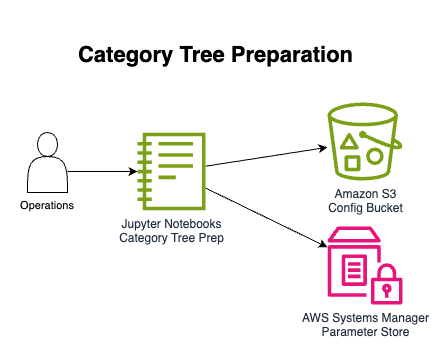 Category Tree Preparation
Operations
Jupyter Notebooks
Category Tree Prep
Amazon S3
Config Bucket
AWS Systems Manager
Parameter Store